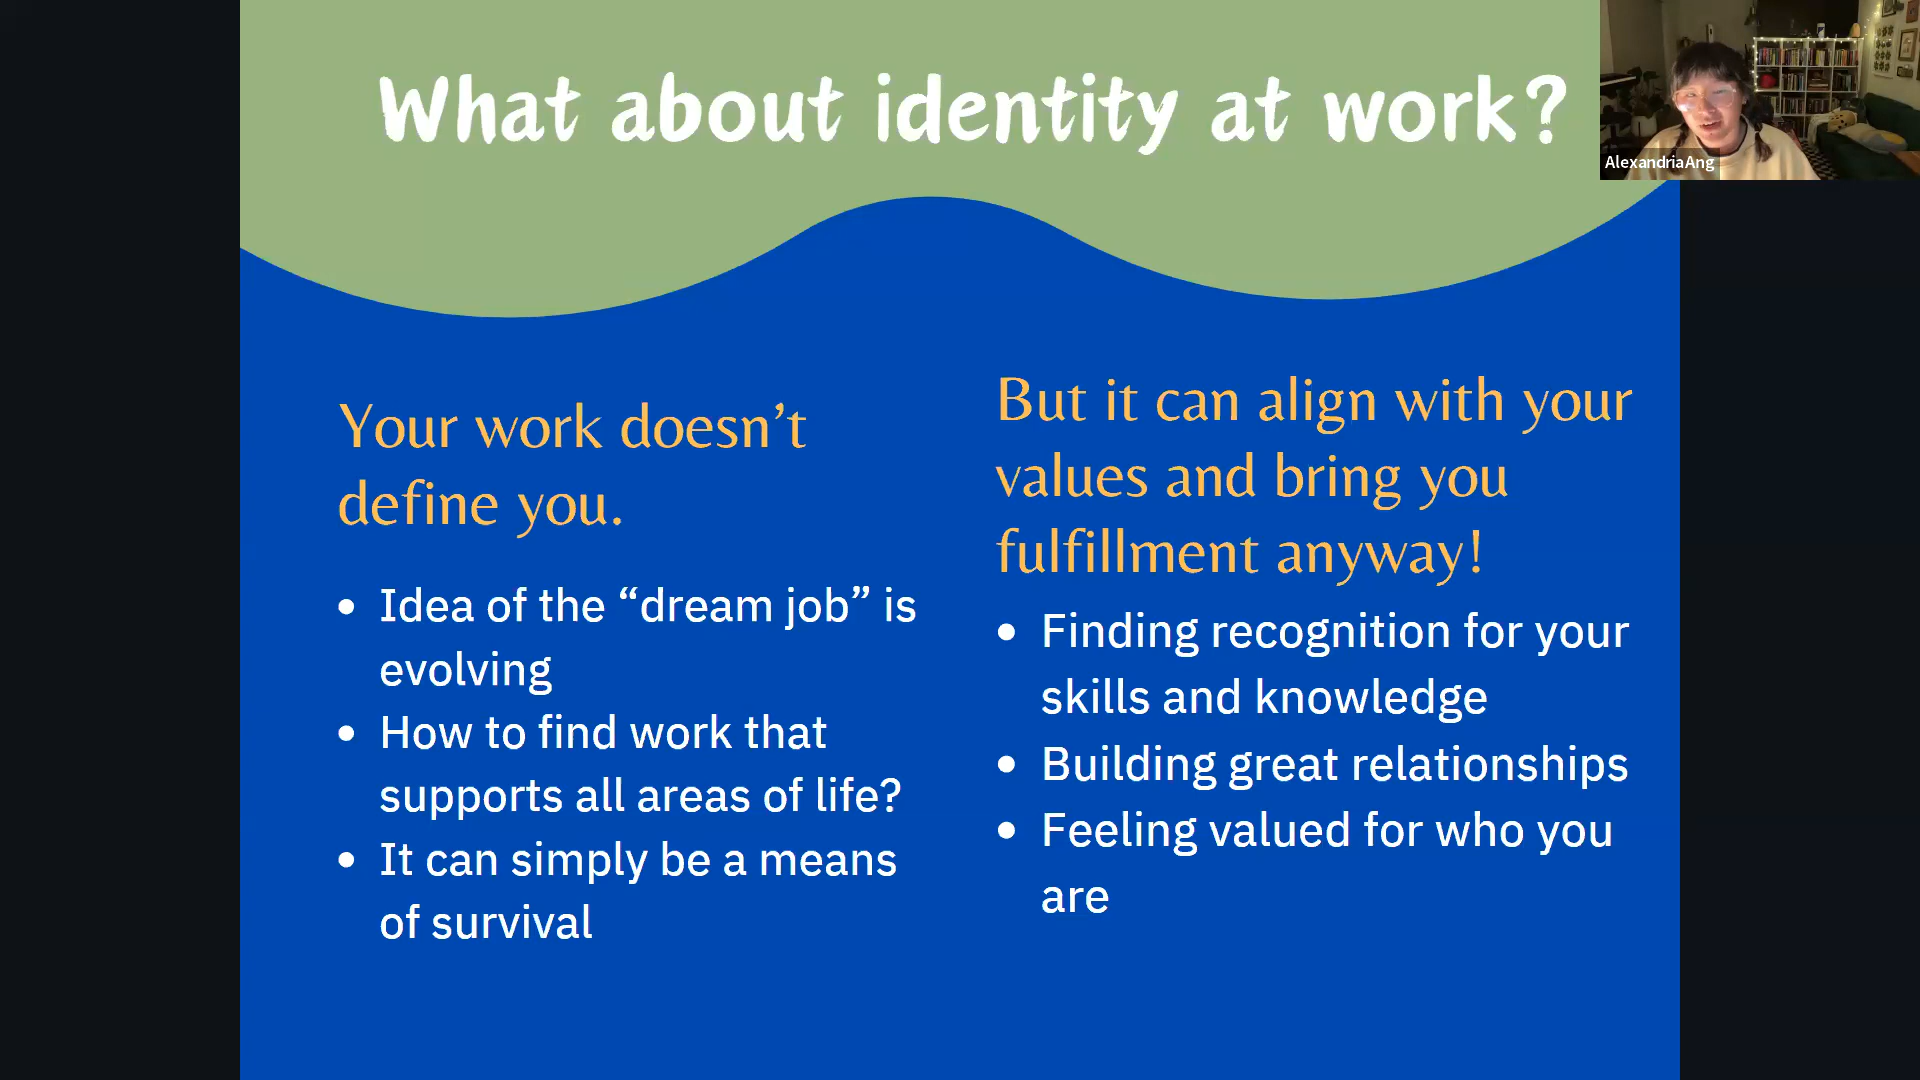 What about identity at work?
AlexandriaAng
Your work doesn’t
define you.
• Idea of the “dream job” is
evolving
• How to find work that
supports all areas of life?
• It can simply be a means
of survival
But it can align with your
values and bring you
fulfillment anyway!
• Finding recognition for your
skills and knowledge
• Building great relationships
• Feeling valued for who you
are